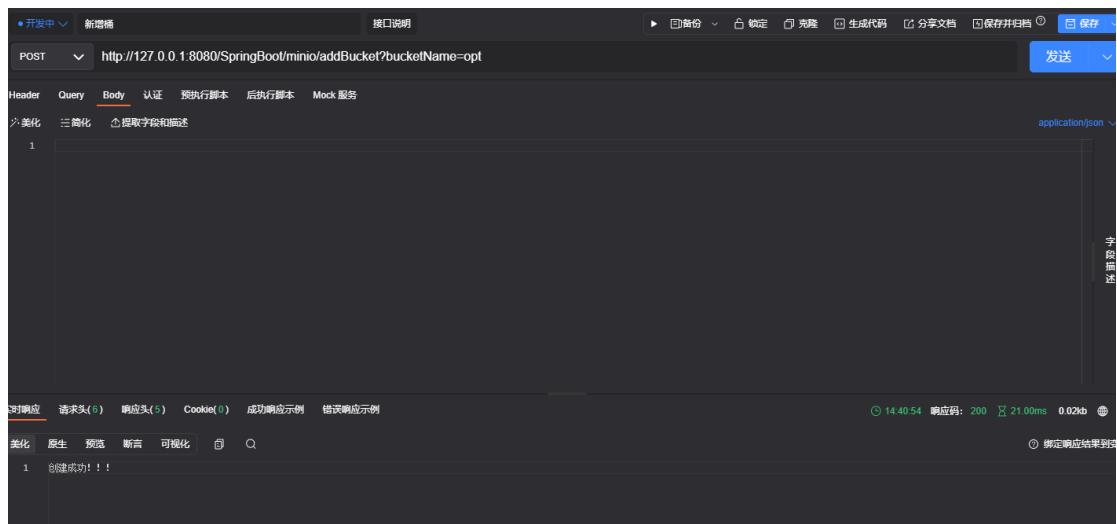 开发中 新增桶 接口说明 备份 锁定 克隆 生成代码 分享文档 保存并归档 保存
POST http://127.0.0.1:8080/SpringBoot/minio/addBucket?bucketName=opt 发送
Header Query Body 认证 预执行脚本 后执行脚本 Mock 服务
美化 简化 提取字段和描述 application/json
1
字段描述
实时响应 请求头(6) 响应头(5) Cookie(0) 成功响应示例 错误响应示例 14:40:54 响应码: 200 21.00ms 0.02kb
美化 原生 预览 断言 可视化 绑定响应结果到变
1 创建成功!!!